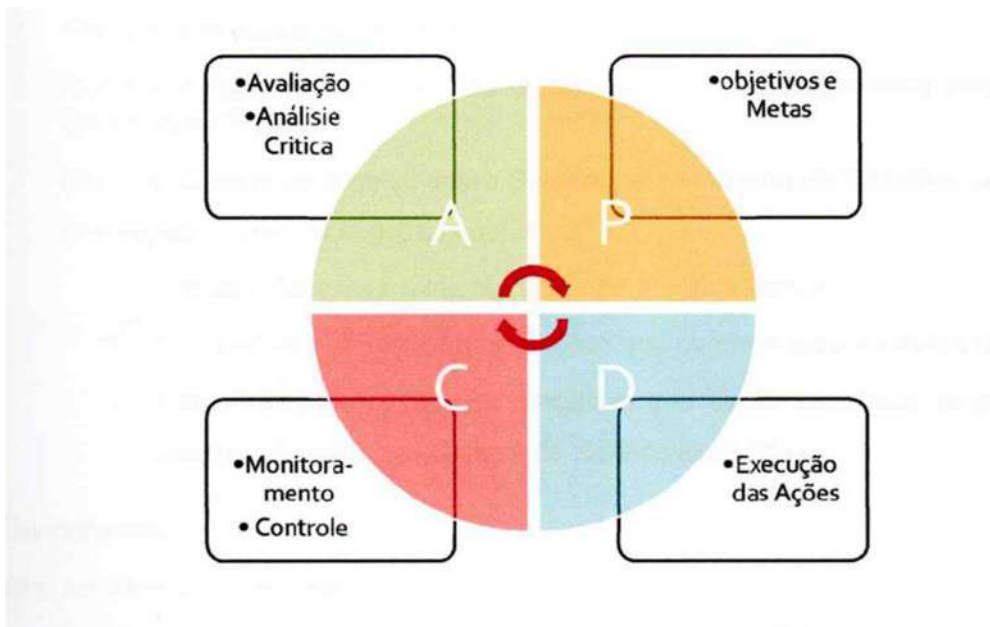 •Avaliação
•Análisie
Critica
•objetivos e
Metas
A
P
C
D
•Monitora-
mento
• Controle
•Execução
das Ações